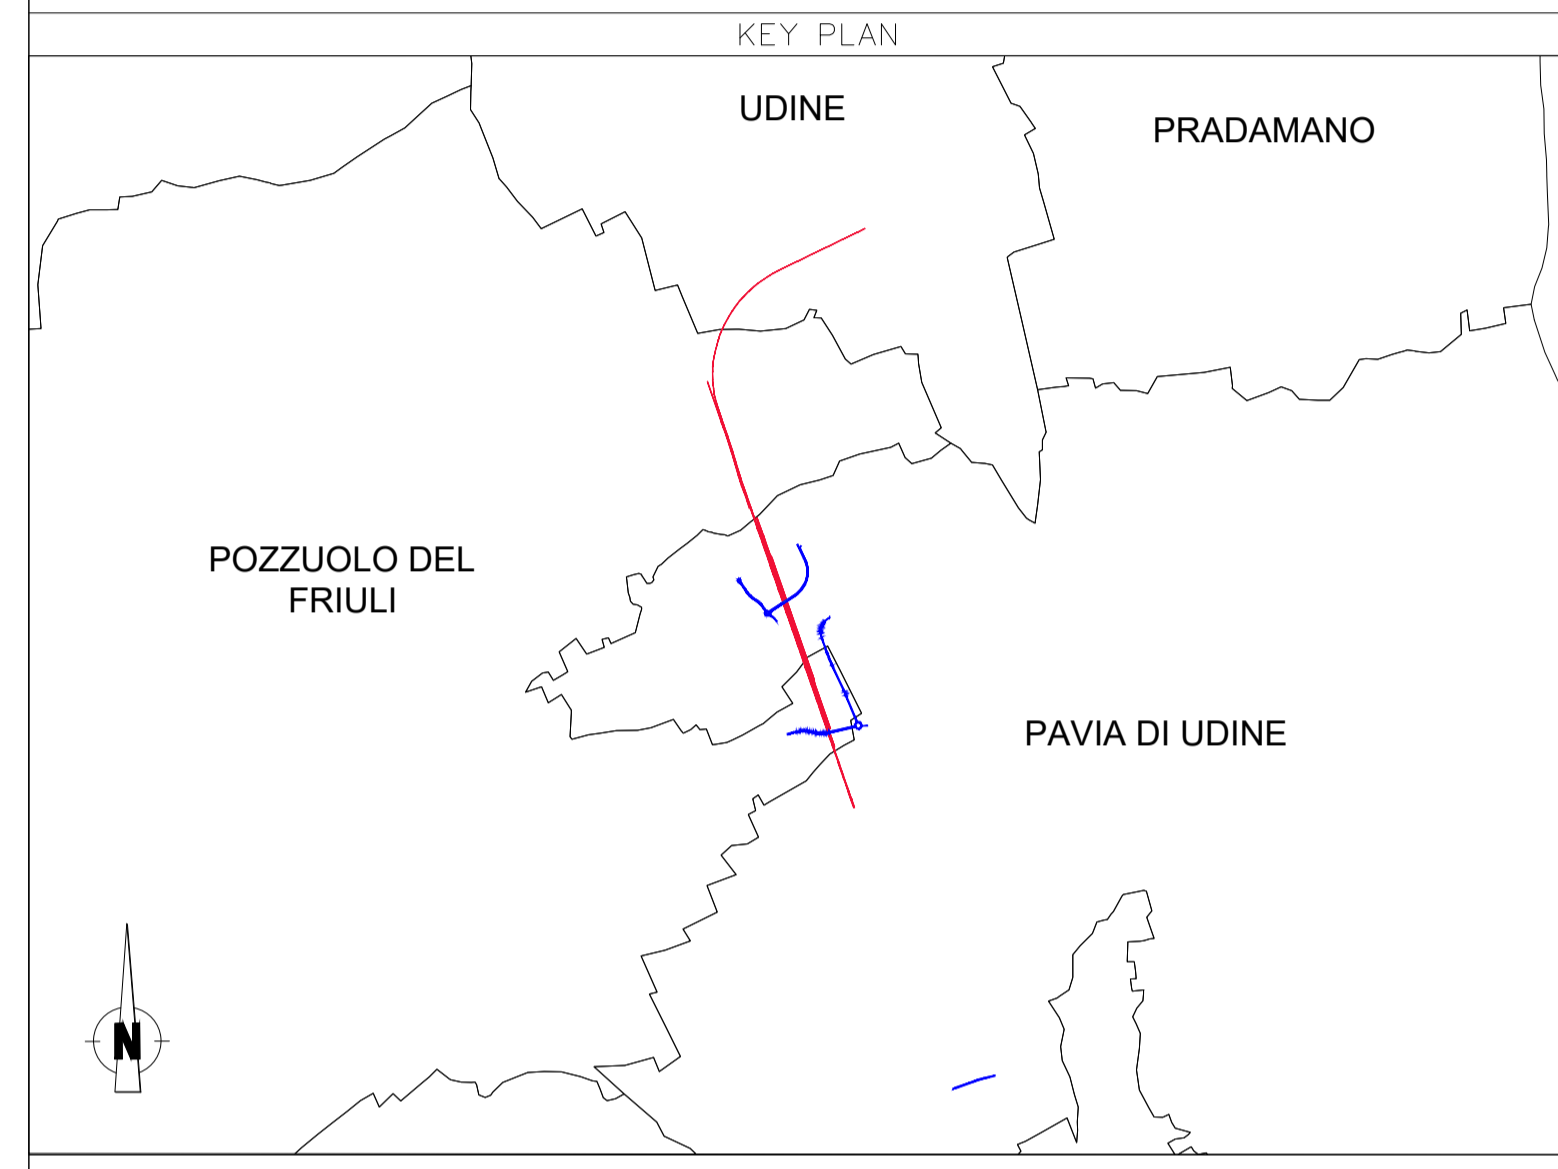 KEY PLAN
UDINE
PRADAMANO
POZZUOLO DEL
FRIULI
PAVIA DI UDINE
N